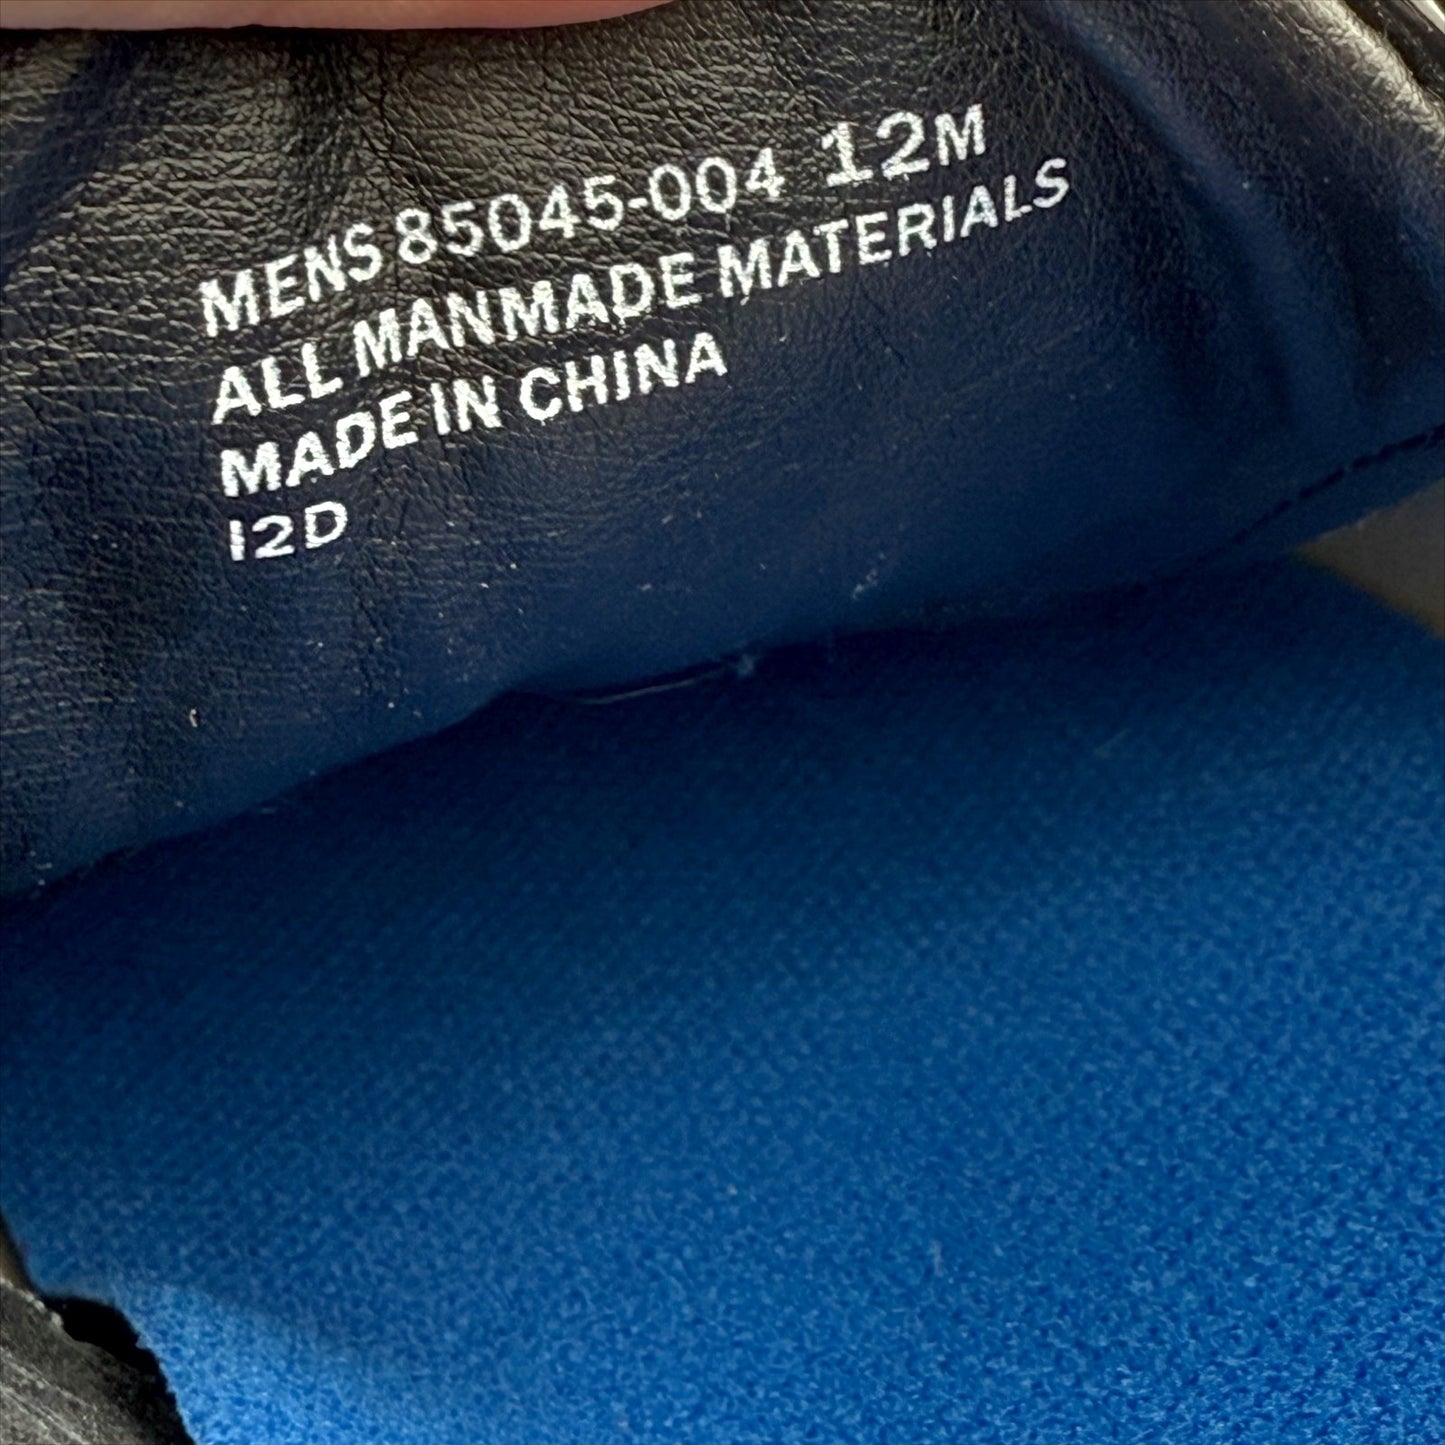 MENS 85045-004 12M
ALL MANMADE MATERIALS
MADE IN CHINA
I2D